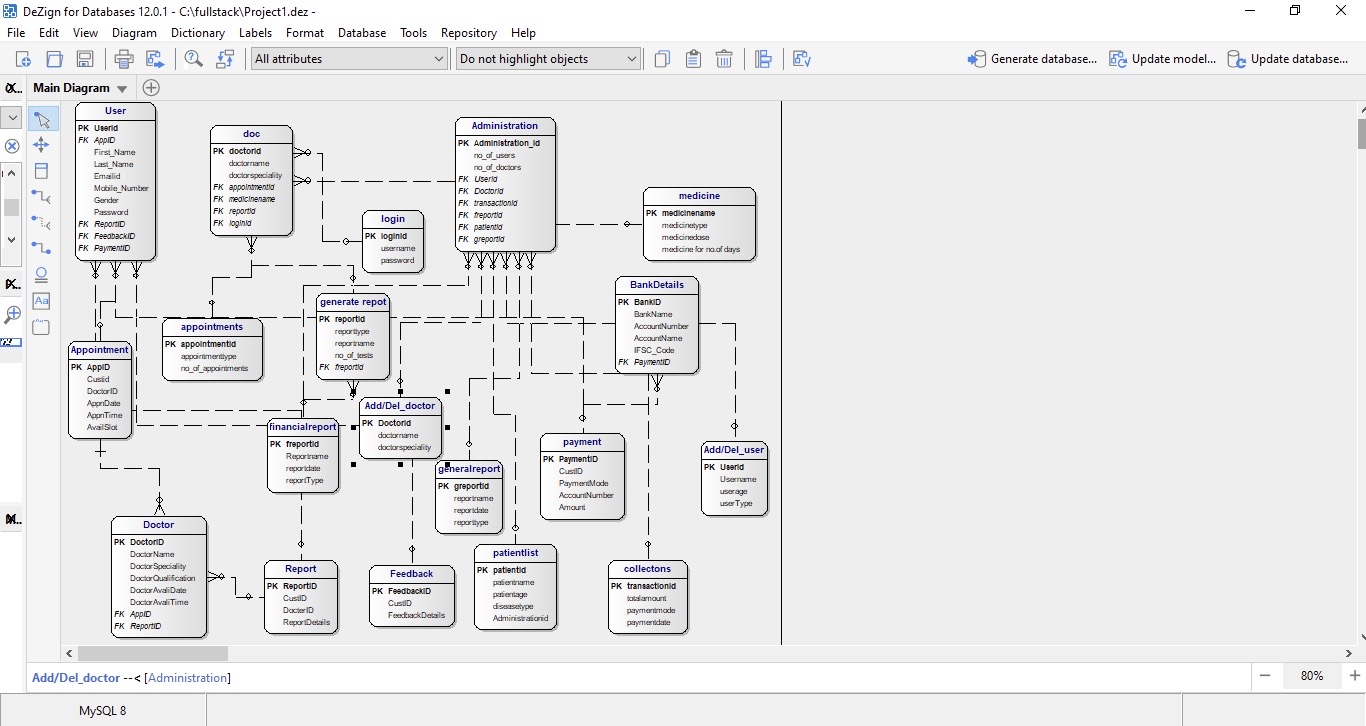 DeZign for Databases 12.0.1 - C:\fullstack\Project1.dez -
File Edit View Diagram Dictionary Labels Format Database Tools Repository Help
All attributes
Do not highlight objects
Generate database...
Update model...
Update database...
Main Diagram
User
PK UserId
FK AppID
First_Name
Last_Name
Emailid
Mobile_Number
Gender
Password
FK ReportID
FK FeedbackID
FK PaymentID
doc
PK doctorid
doctorname
doctorspeciality
FK appointmentid
FK medicinename
FK reportid
FK loginid
login
PK loginid
username
password
Administration
PK Administration_id
no_of_users
no_of_doctors
FK UserId
FK Doctorid
FK transactionid
FK freportid
FK patientid
FK greportid
medicine
PK medicinename
medicinetype
medicinedose
medicine for no.of days
appointments
PK appointmentid
appointmenttype
no_of_appointments
generate repot
PK reportid
reporttype
reportname
no_of_tests
FK freportid
BankDetails
PK BankID
BankName
AccountNumber
AccountName
IFSC_Code
FK PaymentID
Appointment
PK AppID
Custid
DoctorID
AppnDate
AppnTime
AvailSlot
Add/Del_doctor
PK Doctorid
doctorname
doctorspeciality
financialreport
PK freportid
Reportname
reportdate
reportType
generalreport
PK greportid
reportname
reportdate
reporttype
payment
PK PaymentID
CustID
PaymentMode
AccountNumber
Amount
Add/Del_user
PK UserId
Username
userage
userType
Doctor
PK DoctorID
DoctorName
DoctorSpeciality
DoctorQualification
DoctorAvaliDate
DoctorAvaliTime
FK AppID
FK ReportID
Report
PK ReportID
CustID
DocterID
ReportDetails
Feedback
PK FeedbackID
CustID
FeedbackDetails
patientlist
PK patientid
patientname
patientage
diseasetype
Administrationid
collectons
PK transactionid
totalamount
paymentmode
paymentdate
Add/Del_doctor --< [Administration]
80%
MySQL 8